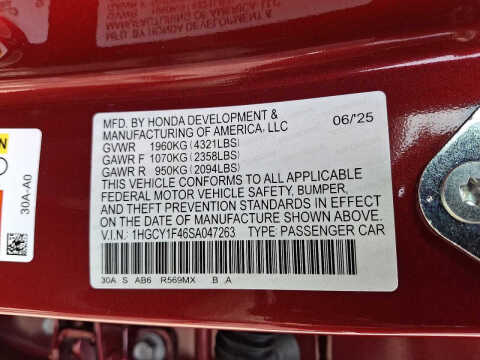 MFD. BY HONDA DEVELOPMENT &
MANUFACTURING OF AMERICA, LLC 06/'25
GVWR 1960KG(4321LBS)
GAWR F 1070KG(2358LBS)
GAWR R 950KG(2094LBS)
THIS VEHICLE CONFORMS TO ALL APPLICABLE
FEDERAL MOTOR VEHICLE SAFETY, BUMPER,
AND THEFT PREVENTION STANDARDS IN EFFECT
ON THE DATE OF MANUFACTURE SHOWN ABOVE.
V.I.N.: 1HGCY1F46SA047263 TYPE: PASSENGER CAR
30A S AB6 R569MX B A
30A-A0